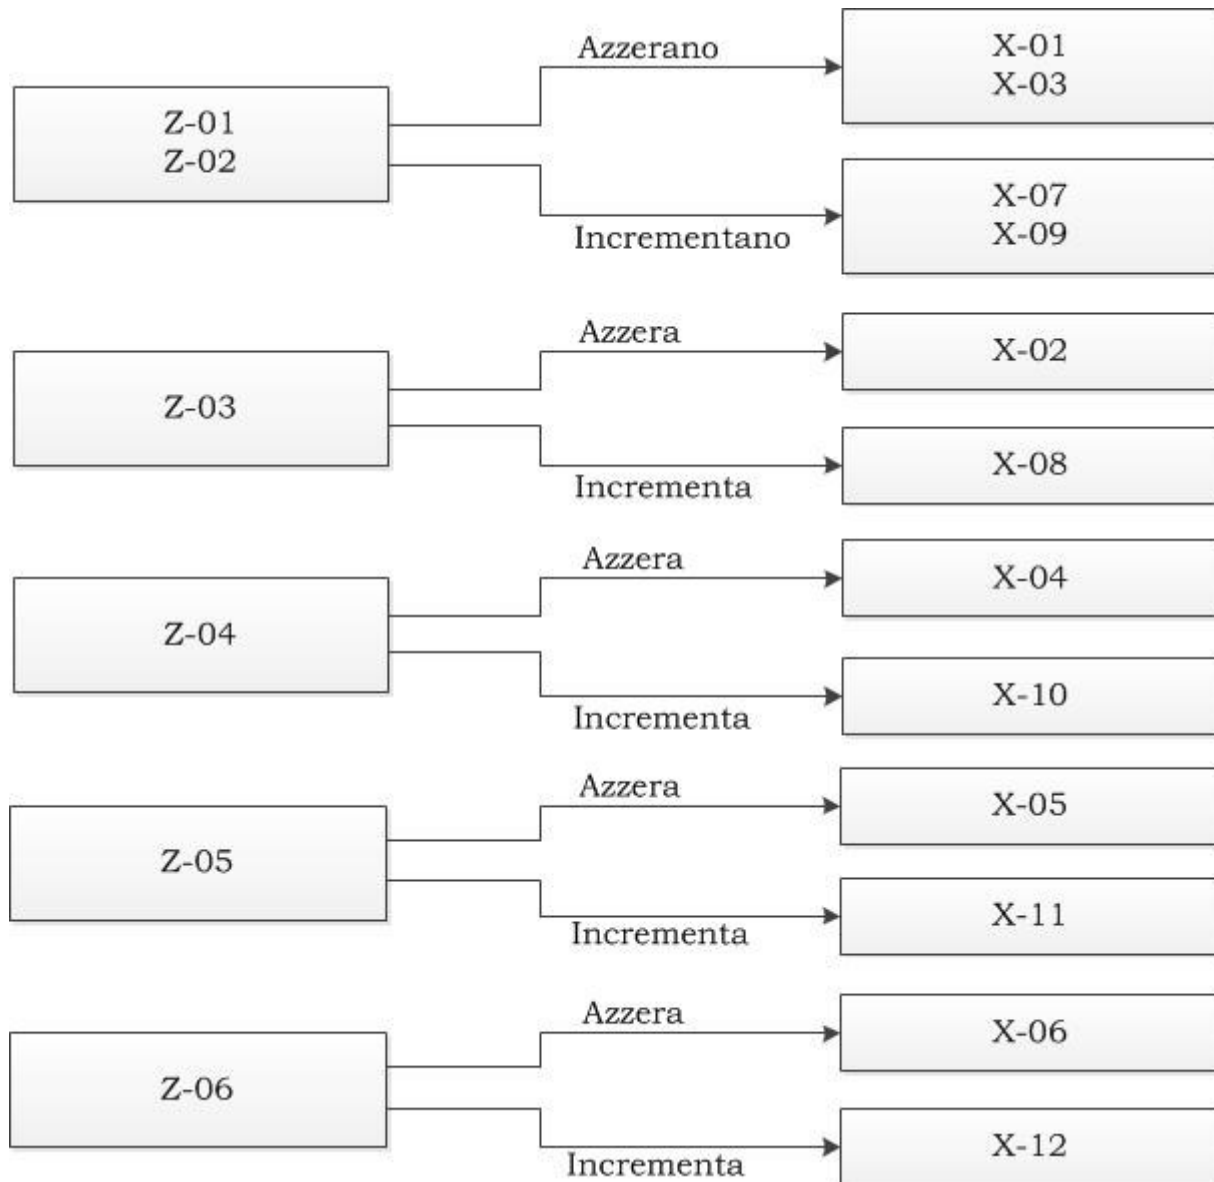 Azzerano
X-01
X-03
Z-01
Z-02
X-07
X-09
Incrementano
Azzera
X-02
Z-03
X-08
Incrementa
Azzera
X-04
Z-04
X-10
Incrementa
Azzera
X-05
Z-05
X-11
Incrementa
Azzera
X-06
Z-06
X-12
Incrementa